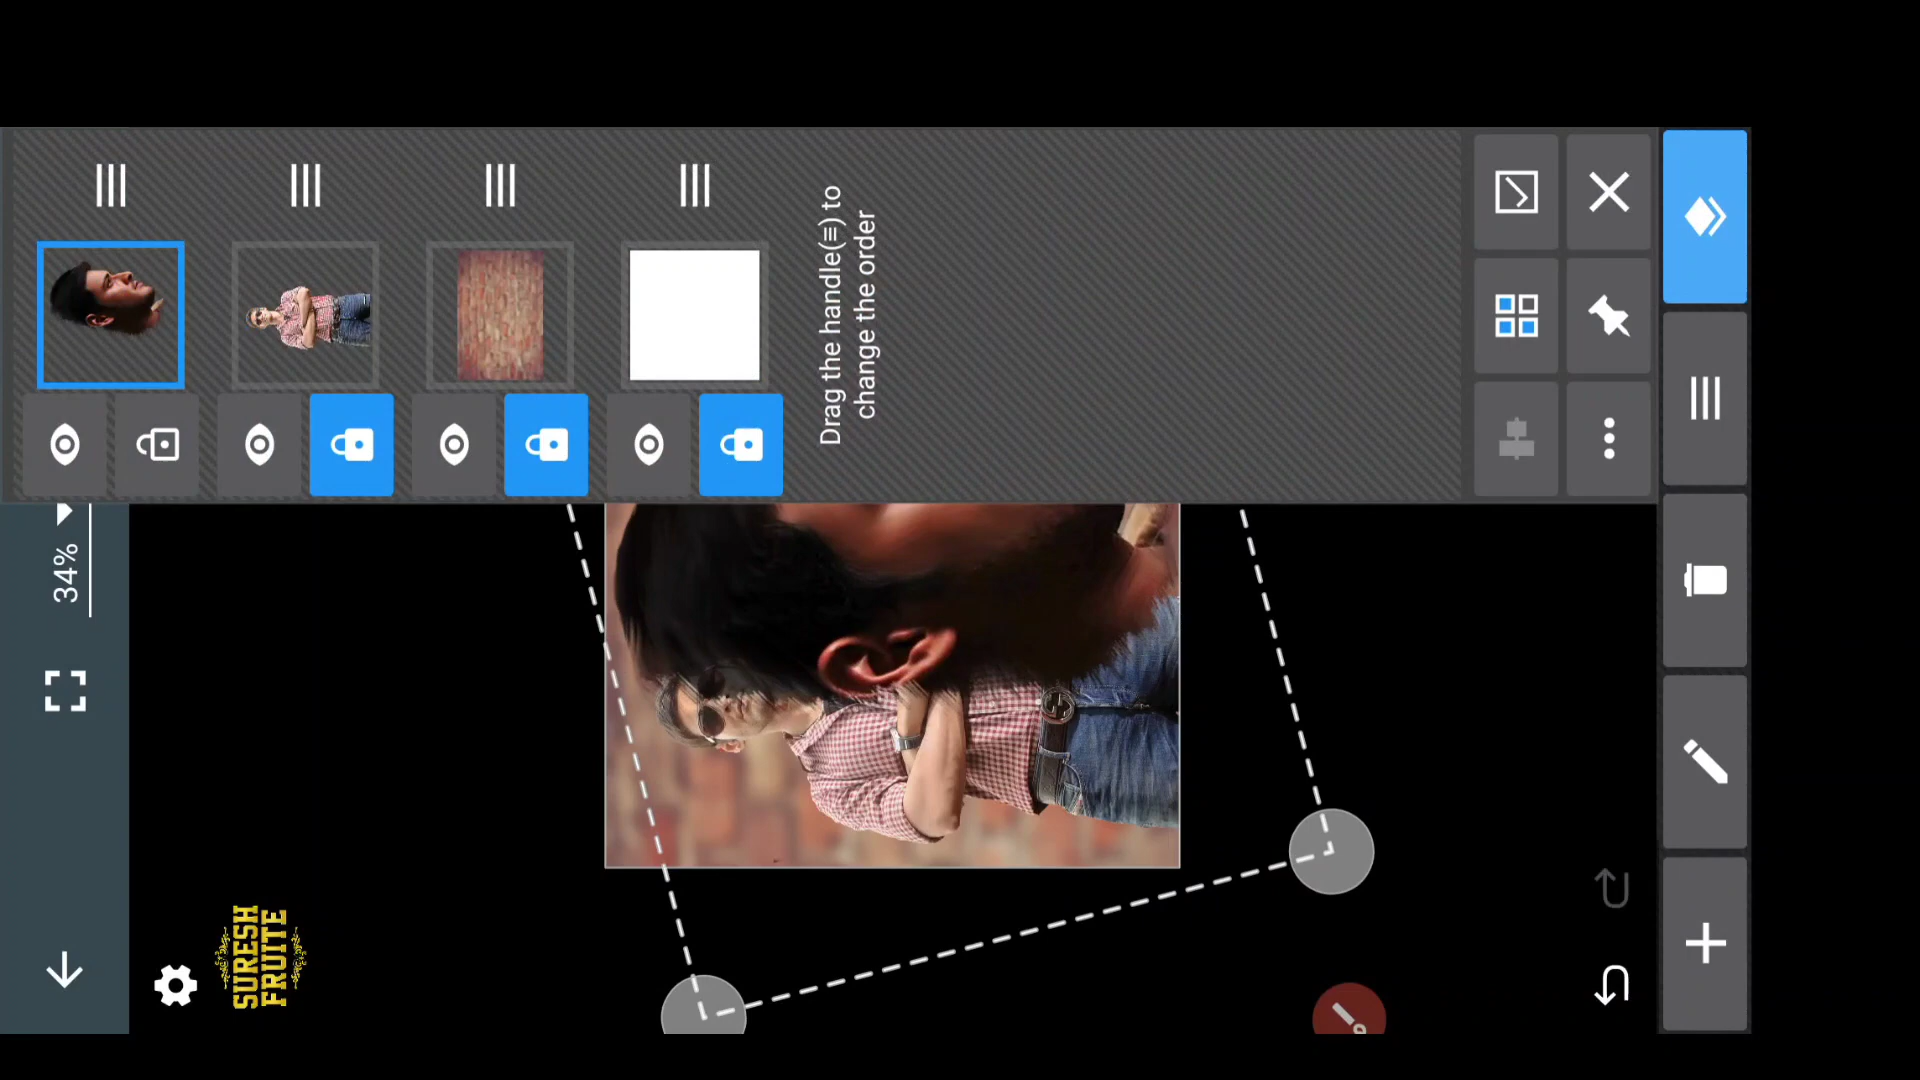 Drag the handle(≡) to
change the order
34%
SURESH
FRUITE